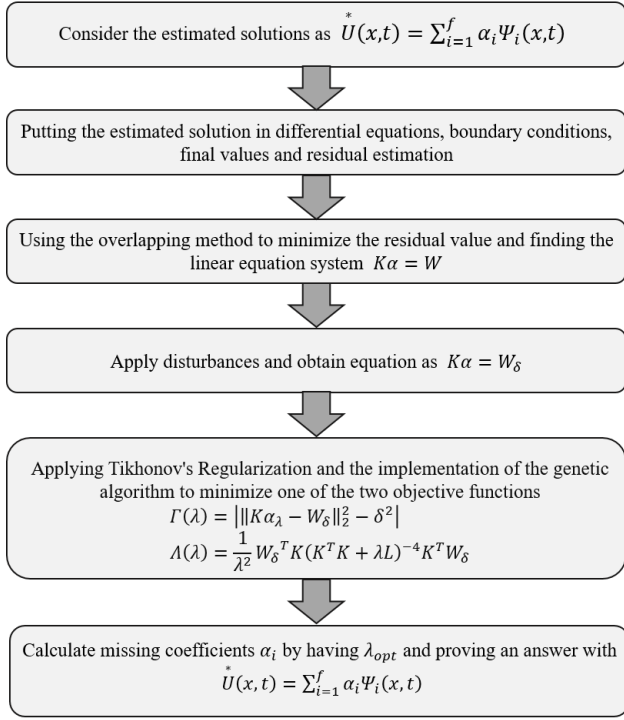 Consider the estimated solutions as U*(x,t) = ∑_{i=1}^{f} α_i Ψ_i(x,t)
Putting the estimated solution in differential equations, boundary conditions,
final values and residual estimation
Using the overlapping method to minimize the residual value and finding the
linear equation system Kα = W
Apply disturbances and obtain equation as Kα = W_δ
Applying Tikhonov's Regularization and the implementation of the genetic
algorithm to minimize one of the two objective functions
Γ(λ) = |‖Kα_λ − W_δ‖₂² − δ²|
Λ(λ) = 1/λ² W_δ^T K(K^T K + λL)^{−4} K^T W_δ
Calculate missing coefficients α_i by having λ_opt and proving an answer with
U*(x,t) = ∑_{i=1}^{f} α_i Ψ_i(x,t)